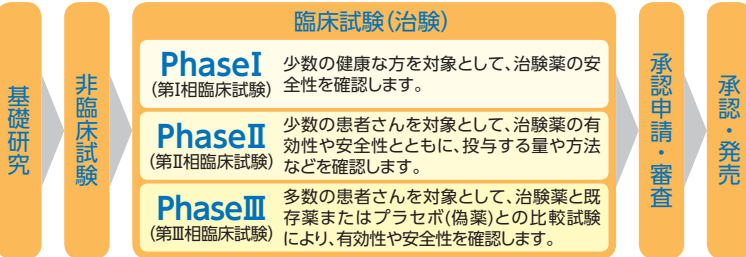 基礎研究
非臨床試験
臨床試験(治験)
PhaseⅠ
(第Ⅰ相臨床試験)
少数の健康な方を対象として、治験薬の安
全性を確認します。
PhaseⅡ
(第Ⅱ相臨床試験)
少数の患者さんを対象として、治験薬の有
効性や安全性とともに、投与する量や方法
などを確認します。
PhaseⅢ
(第Ⅲ相臨床試験)
多数の患者さんを対象として、治験薬と既
存薬またはプラセボ(偽薬)との比較試験
により、有効性や安全性を確認します。
承認申請・審査
承認・発売